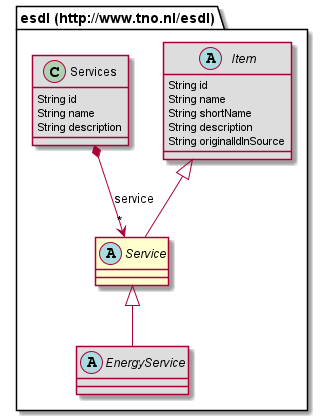 esdl (http://www.tno.nl/esdl)
C Services
String id
String name
String description
A Item
String id
String name
String shortName
String description
String originalIdInSource
service
*
A Service
A EnergyService